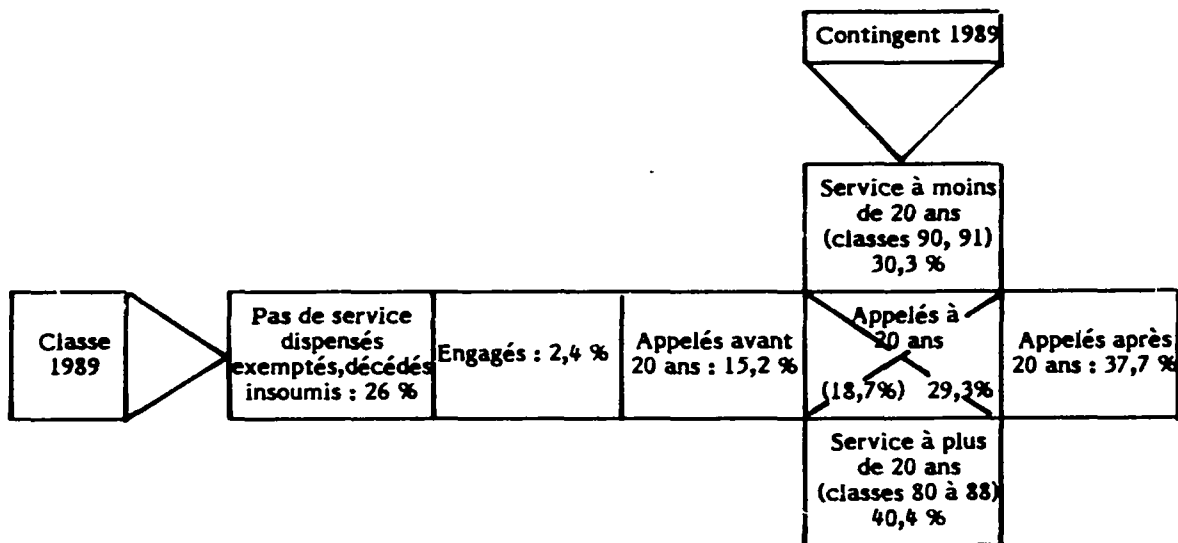 Contingent 1989
Service à moins
de 20 ans
(classes 90, 91)
30,3 %
Classe
1989
Pas de service
dispensés
exemptés,décédés
insoumis : 26 %
Engagés : 2,4 %
Appelés avant
20 ans : 15,2 %
Appelés à
20 ans
(18,7%) 29,3%
Appelés après
20 ans : 37,7 %
Service à plus
de 20 ans
(classes 80 à 88)
40,4 %